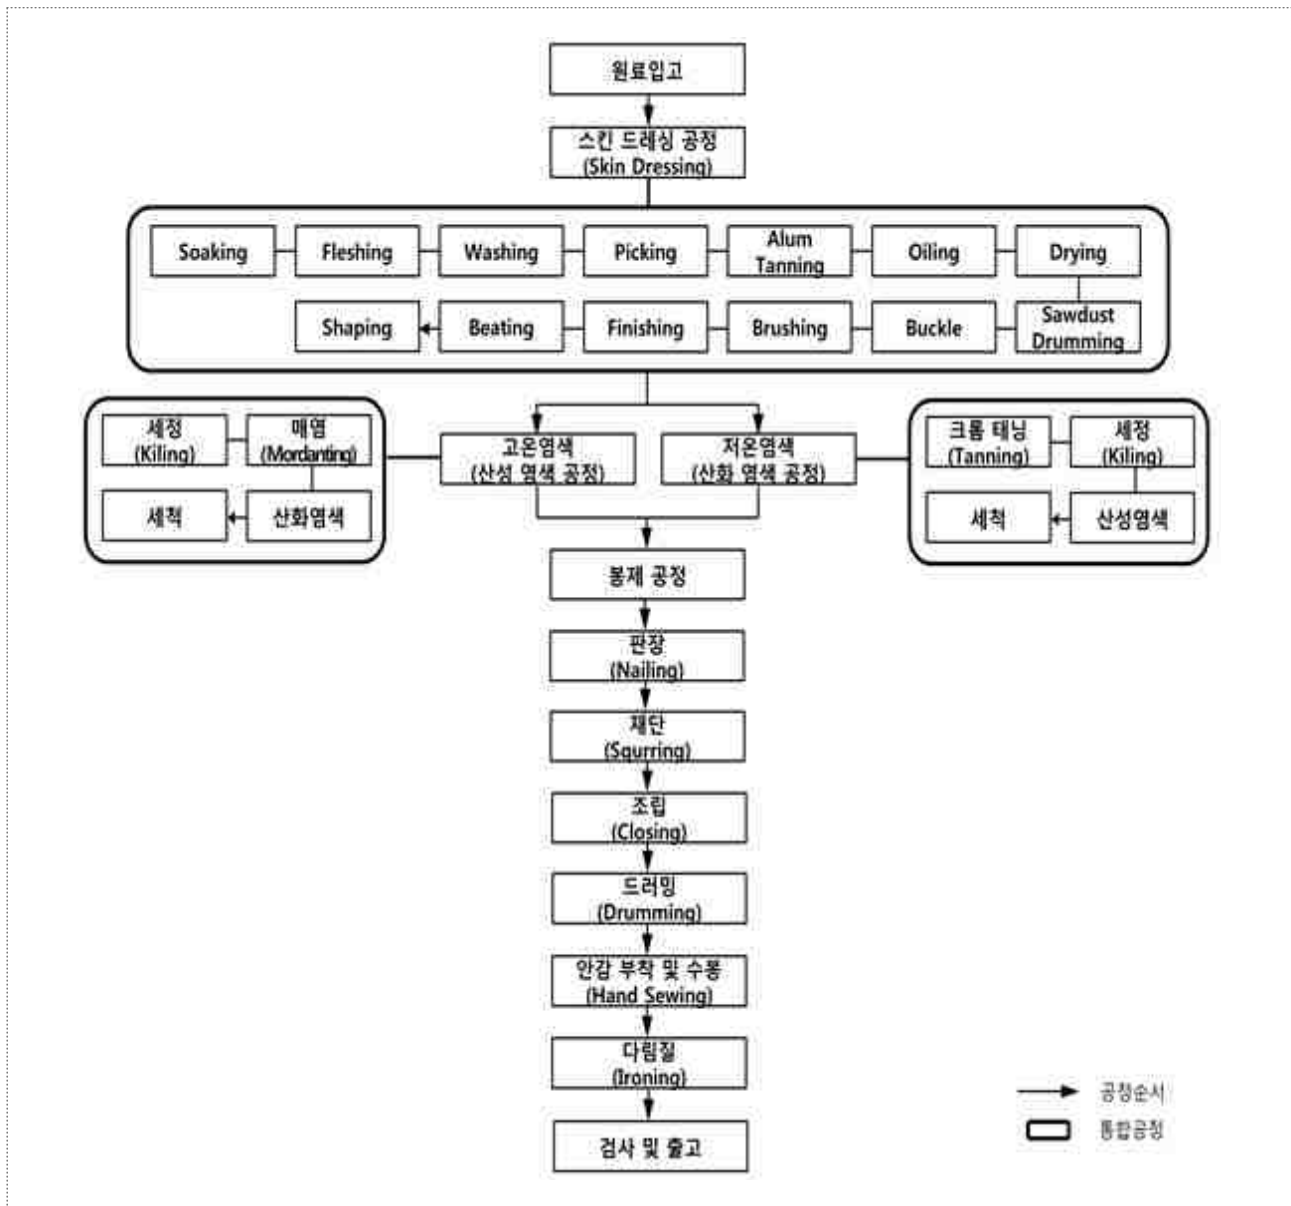 원료입고
스킨 드레싱 공정
(Skin Dressing)
Soaking
Fleshing
Washing
Picking
Alum
Tanning
Oiling
Drying
Shaping
Beating
Finishing
Brushing
Buckle
Sawdust
Drumming
세정
(Kiling)
매염
(Mordanting)
세척
산화염색
고온염색
(산성 염색 공정)
저온염색
(산화 염색 공정)
크롬 태닝
(Tanning)
세정
(Kiling)
세척
산성염색
봉제 공정
판장
(Nailing)
재단
(Squrring)
조립
(Closing)
드러밍
(Drumming)
안감 부착 및 수봉
(Hand Sewing)
다림질
(Ironing)
검사 및 출고
공정순서
통합공정